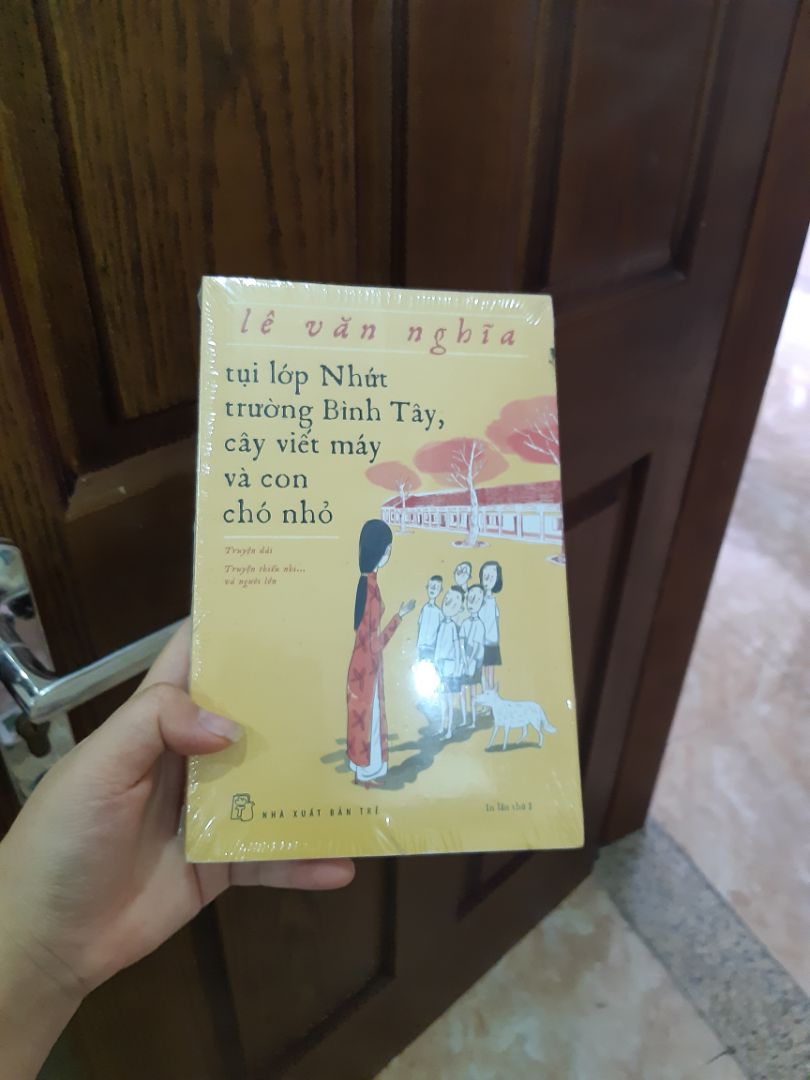 lê văn nghĩa
tụi lớp Nhứt
trường Bình Tây,
cây viết máy
và con
chó nhỏ
Truyện dài
Truyện thiếu nhi...
và người lớn
NHÀ XUẤT BẢN TRẺ
In lần thứ 2